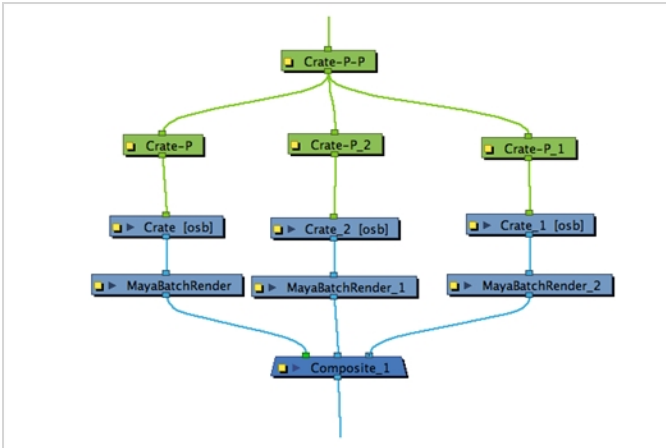 Crate-P-P
Crate-P
Crate-P_2
Crate-P_1
Crate [osb]
Crate_2 [osb]
Crate_1 [osb]
MayaBatchRender
MayaBatchRender_1
MayaBatchRender_2
Composite_1